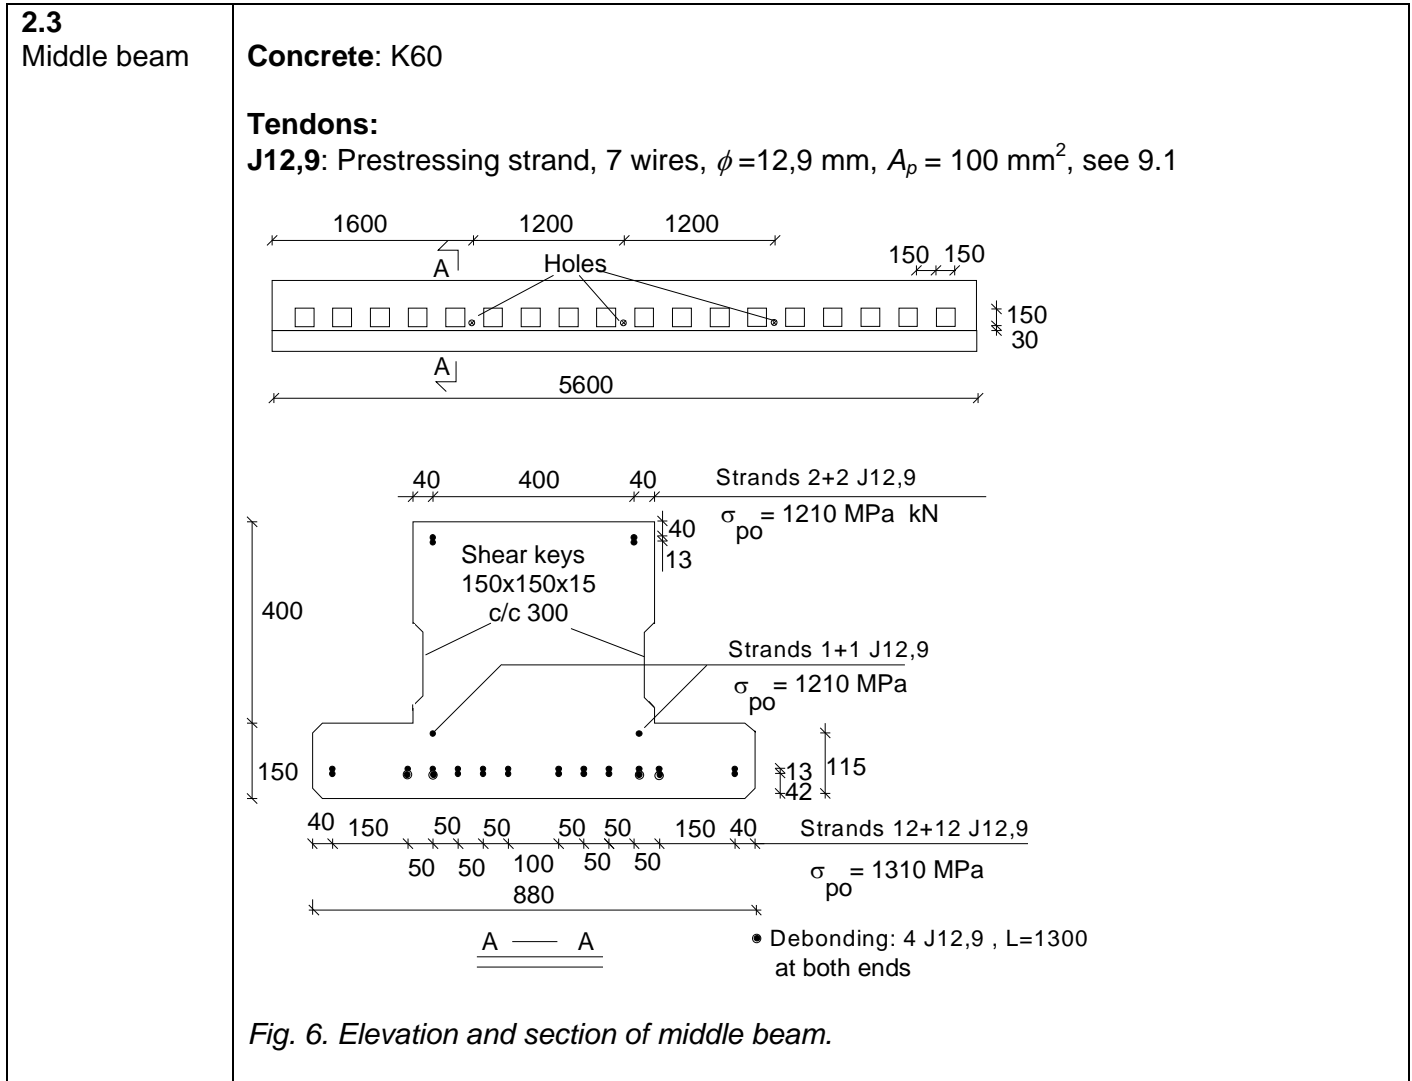 2.3
Middle beam
Concrete: K60
Tendons:
J12,9: Prestressing strand, 7 wires, ϕ =12,9 mm, Aₚ = 100 mm², see 9.1
1600 1200 1200
A Holes 150 150
150
30
A
5600
40 400 40 Strands 2+2 J12,9
σpo = 1210 MPa kN
40
13
Shear keys
150x150x15
c/c 300
400
Strands 1+1 J12,9
σpo = 1210 MPa
150 13 115
42
40 150 50 50 50 50 150 40 Strands 12+12 J12,9
50 50 100 50 50 σpo = 1310 MPa
880
A A Debonding: 4 J12,9 , L=1300
at both ends
Fig. 6. Elevation and section of middle beam.